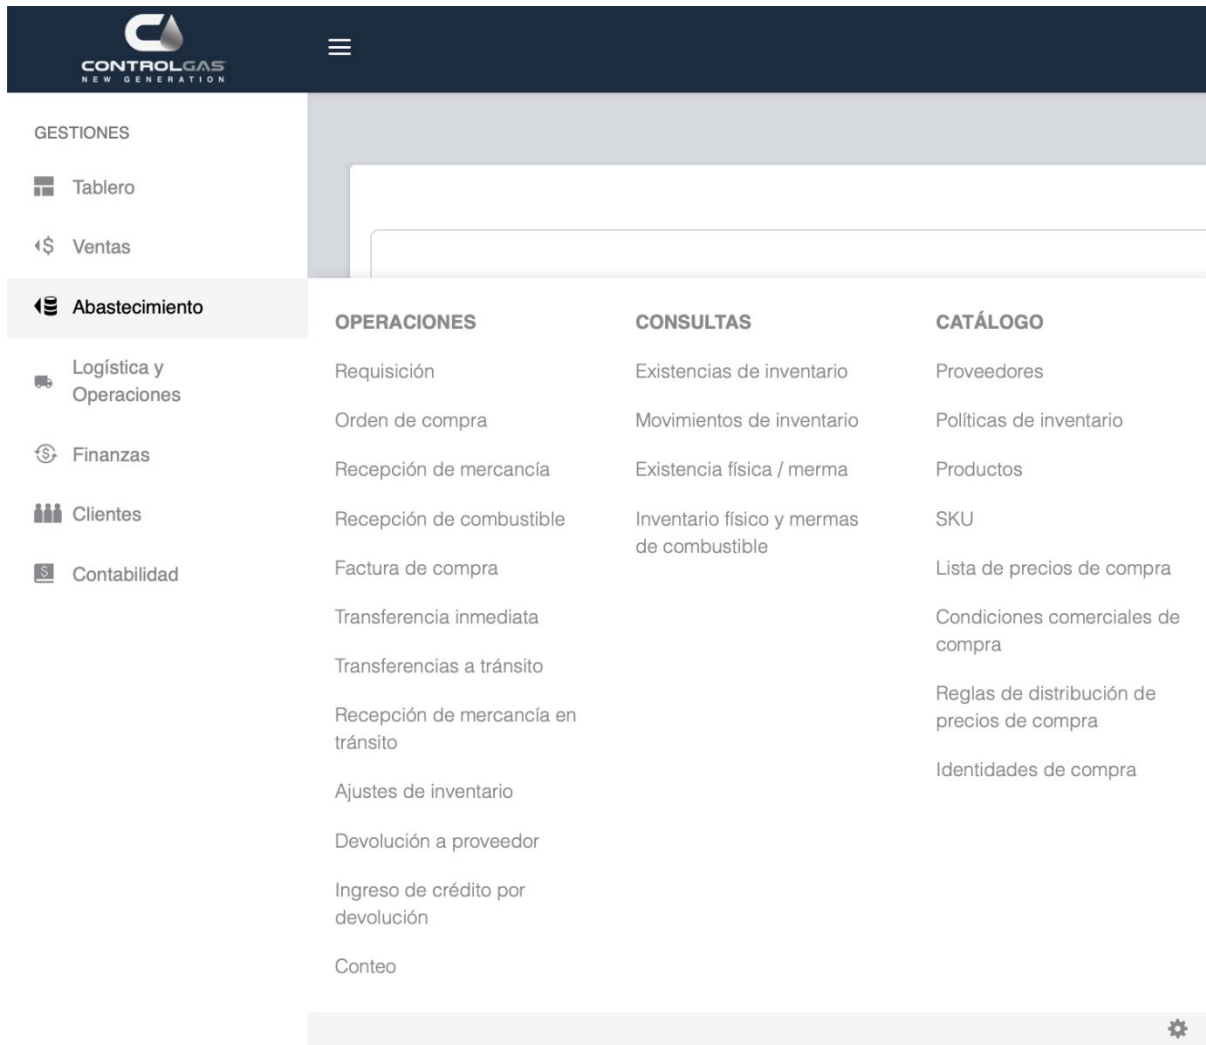 CONTROLGAS
NEW GENERATION
GESTIONES
Tablero
Ventas
Abastecimiento
Logística y
Operaciones
Finanzas
Clientes
Contabilidad
OPERACIONES
Requisición
Orden de compra
Recepción de mercancía
Recepción de combustible
Factura de compra
Transferencia inmediata
Transferencias a tránsito
Recepción de mercancía en
tránsito
Ajustes de inventario
Devolución a proveedor
Ingreso de crédito por
devolución
Conteo
CONSULTAS
Existencias de inventario
Movimientos de inventario
Existencia física / merma
Inventario físico y mermas
de combustible
CATÁLOGO
Proveedores
Políticas de inventario
Productos
SKU
Lista de precios de compra
Condiciones comerciales de
compra
Reglas de distribución de
precios de compra
Identidades de compra